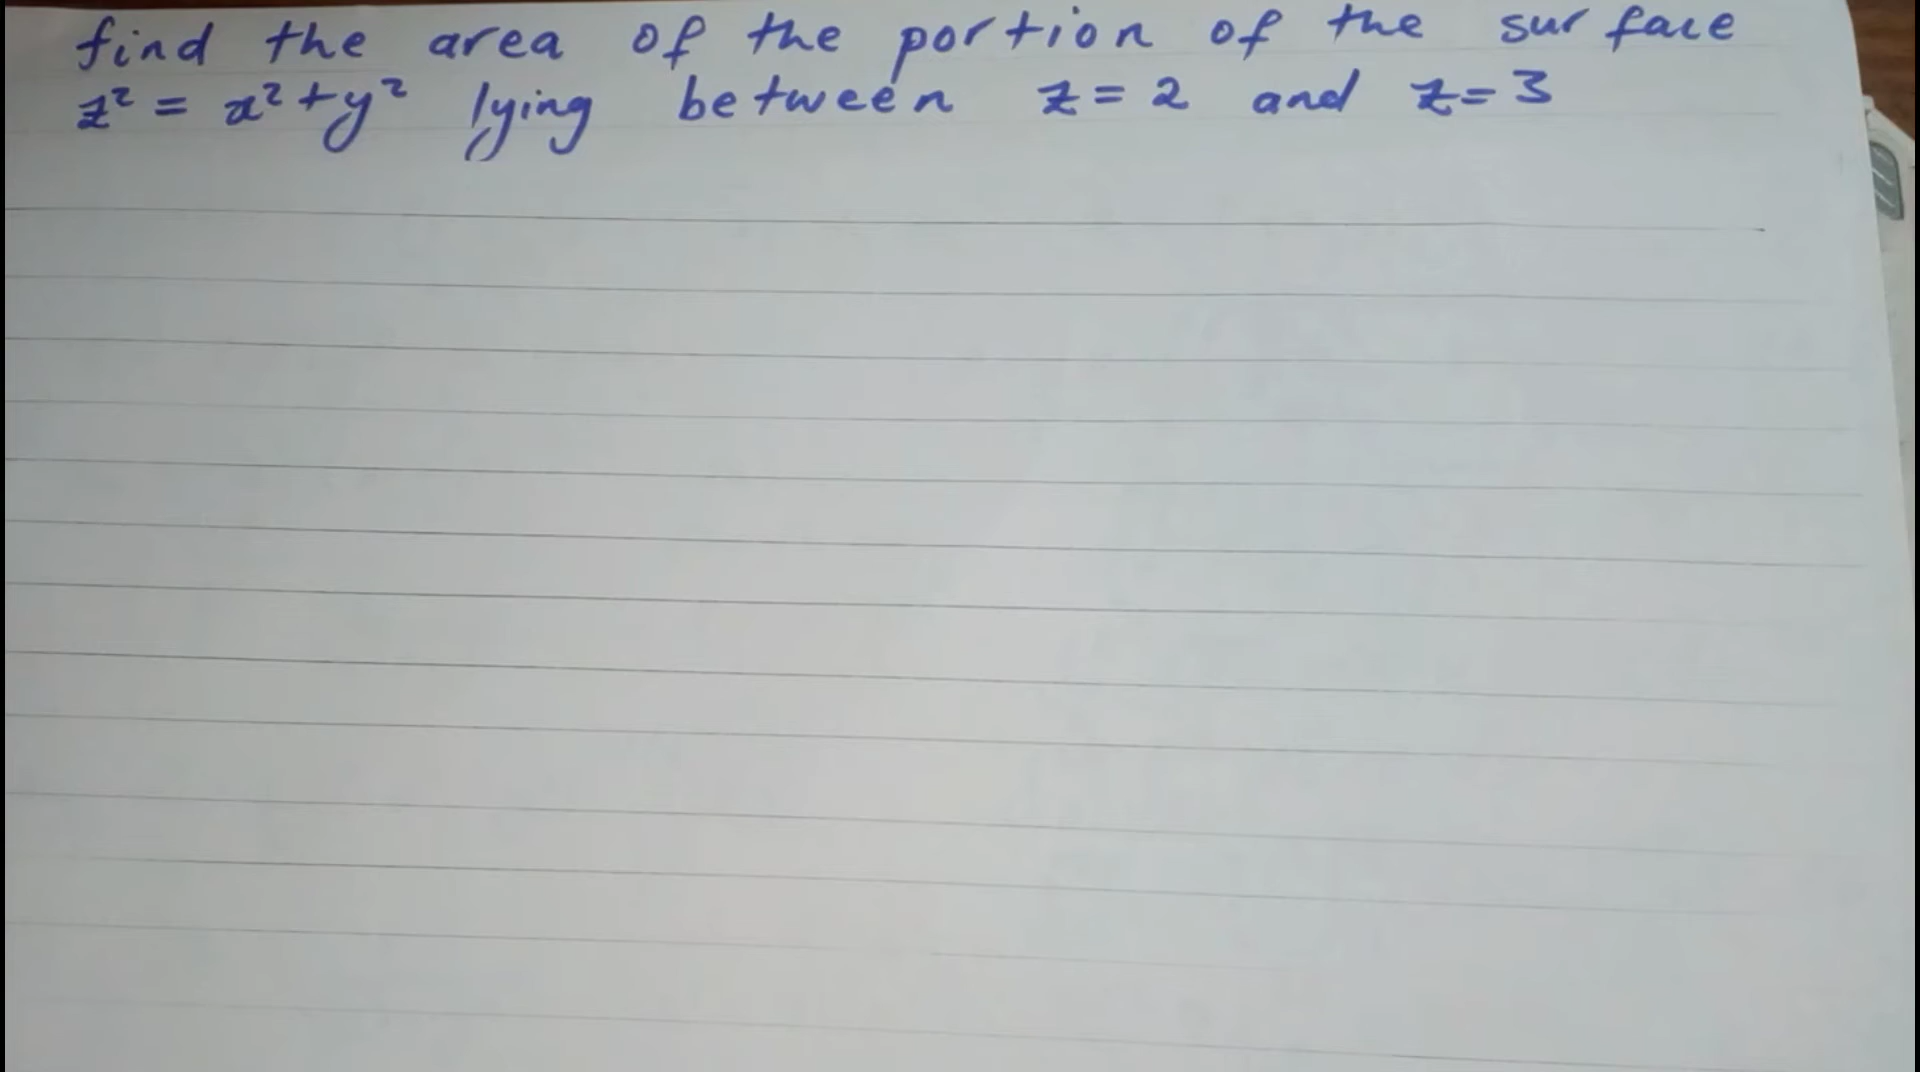 find the area of the portion of the surface
z² = x²+y² lying between z=2 and z=3